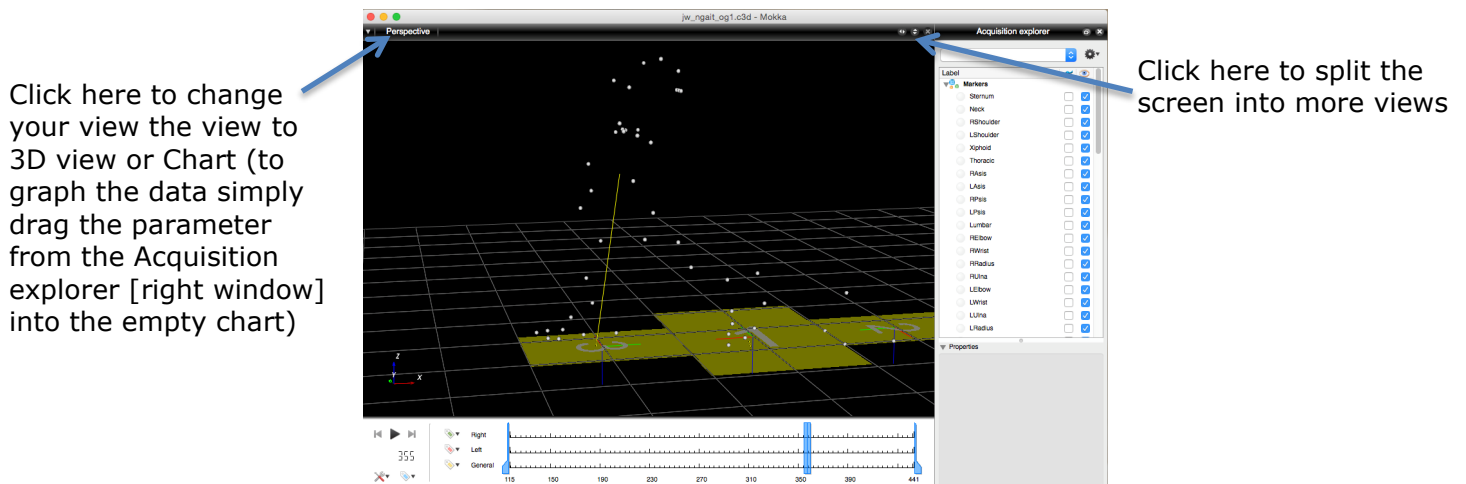 Click here to change
your view the view to
3D view or Chart (to
graph the data simply
drag the parameter
from the Acquisition
explorer [right window]
into the empty chart)
jw_ngait_og1.c3d - Mokka
Perspective
Acquisition explorer
Label
Markers
Sternum
Neck
RShoulder
LShoulder
Xiphoid
Thoracic
RAsis
LAsis
RPsis
LPsis
Lumbar
RElbow
RWrist
RRadius
RUlna
LElbow
LWrist
LUlna
LRadius
Properties
Click here to split the
screen into more views
Z
Y X
355
Right
Left
General
115 150 190 230 270 310 350 390 441